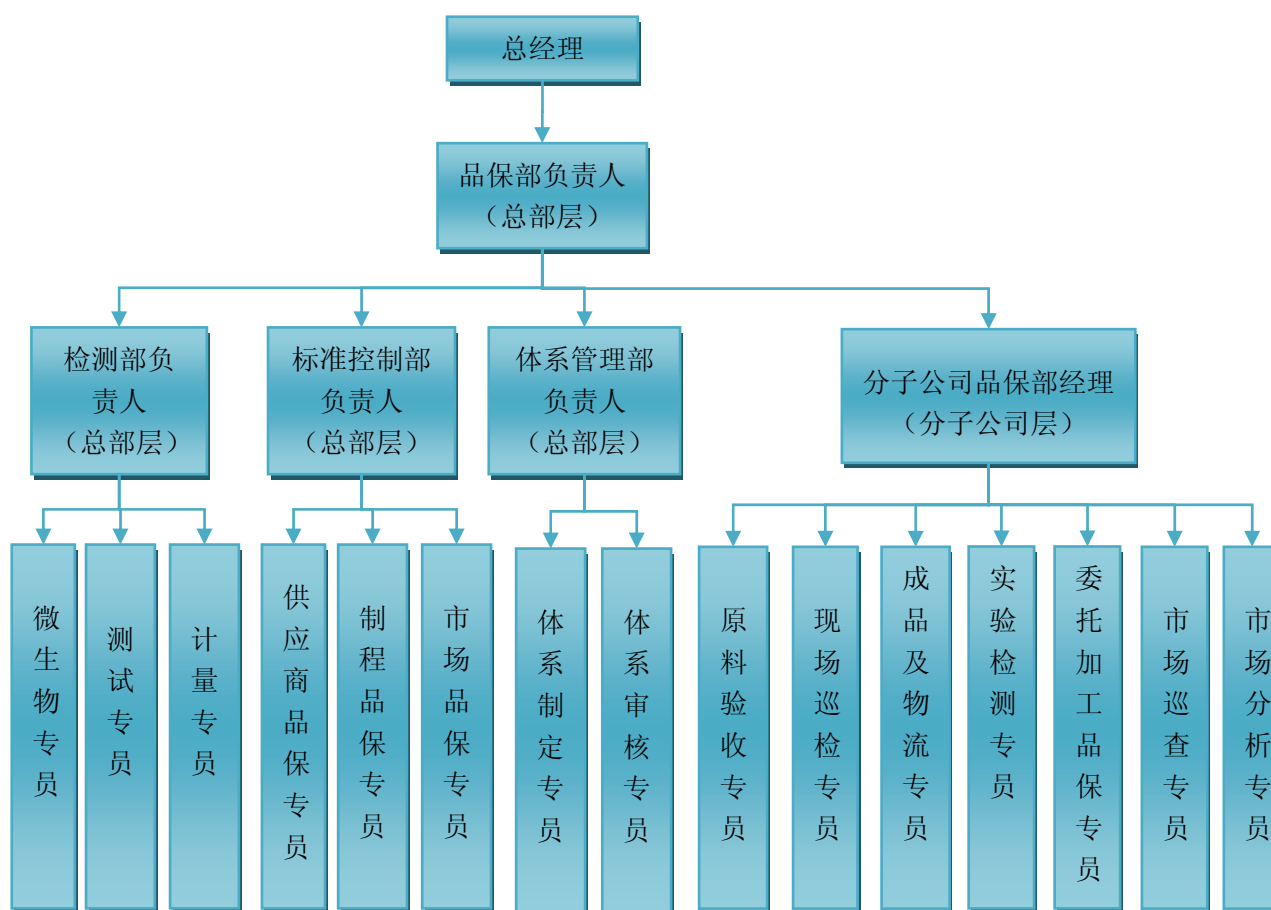 总经理
品保部负责人
（总部层）
检测部负
责人
（总部层）
标准控制部
负责人
（总部层）
体系管理部
负责人
（总部层）
分子公司品保部经理
（分子公司层）
微生物专员
测试专员
计量专员
供应商品保专员
制程品保专员
市场品保专员
体系制定专员
体系审核专员
原料验收专员
现场巡检专员
成品及物流专员
实验检测专员
委托加工品保专员
市场巡查专员
市场分析专员